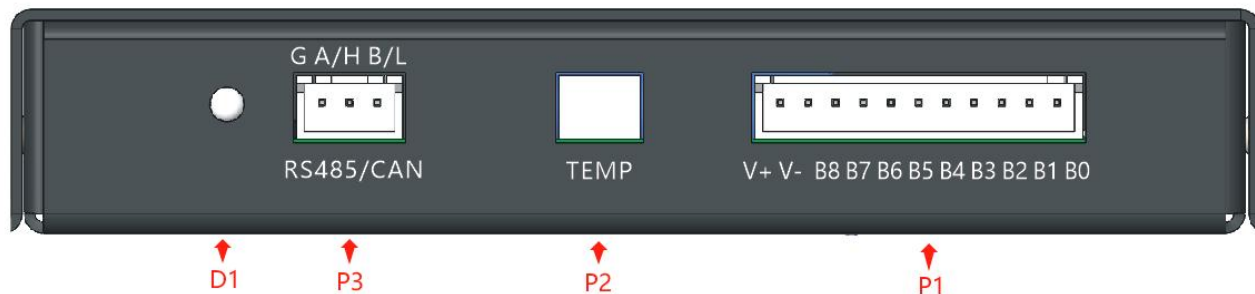 G A/H B/L
RS485/CAN
TEMP
V+ V- B8 B7 B6 B5 B4 B3 B2 B1 B0
D1
P3
P2
P1